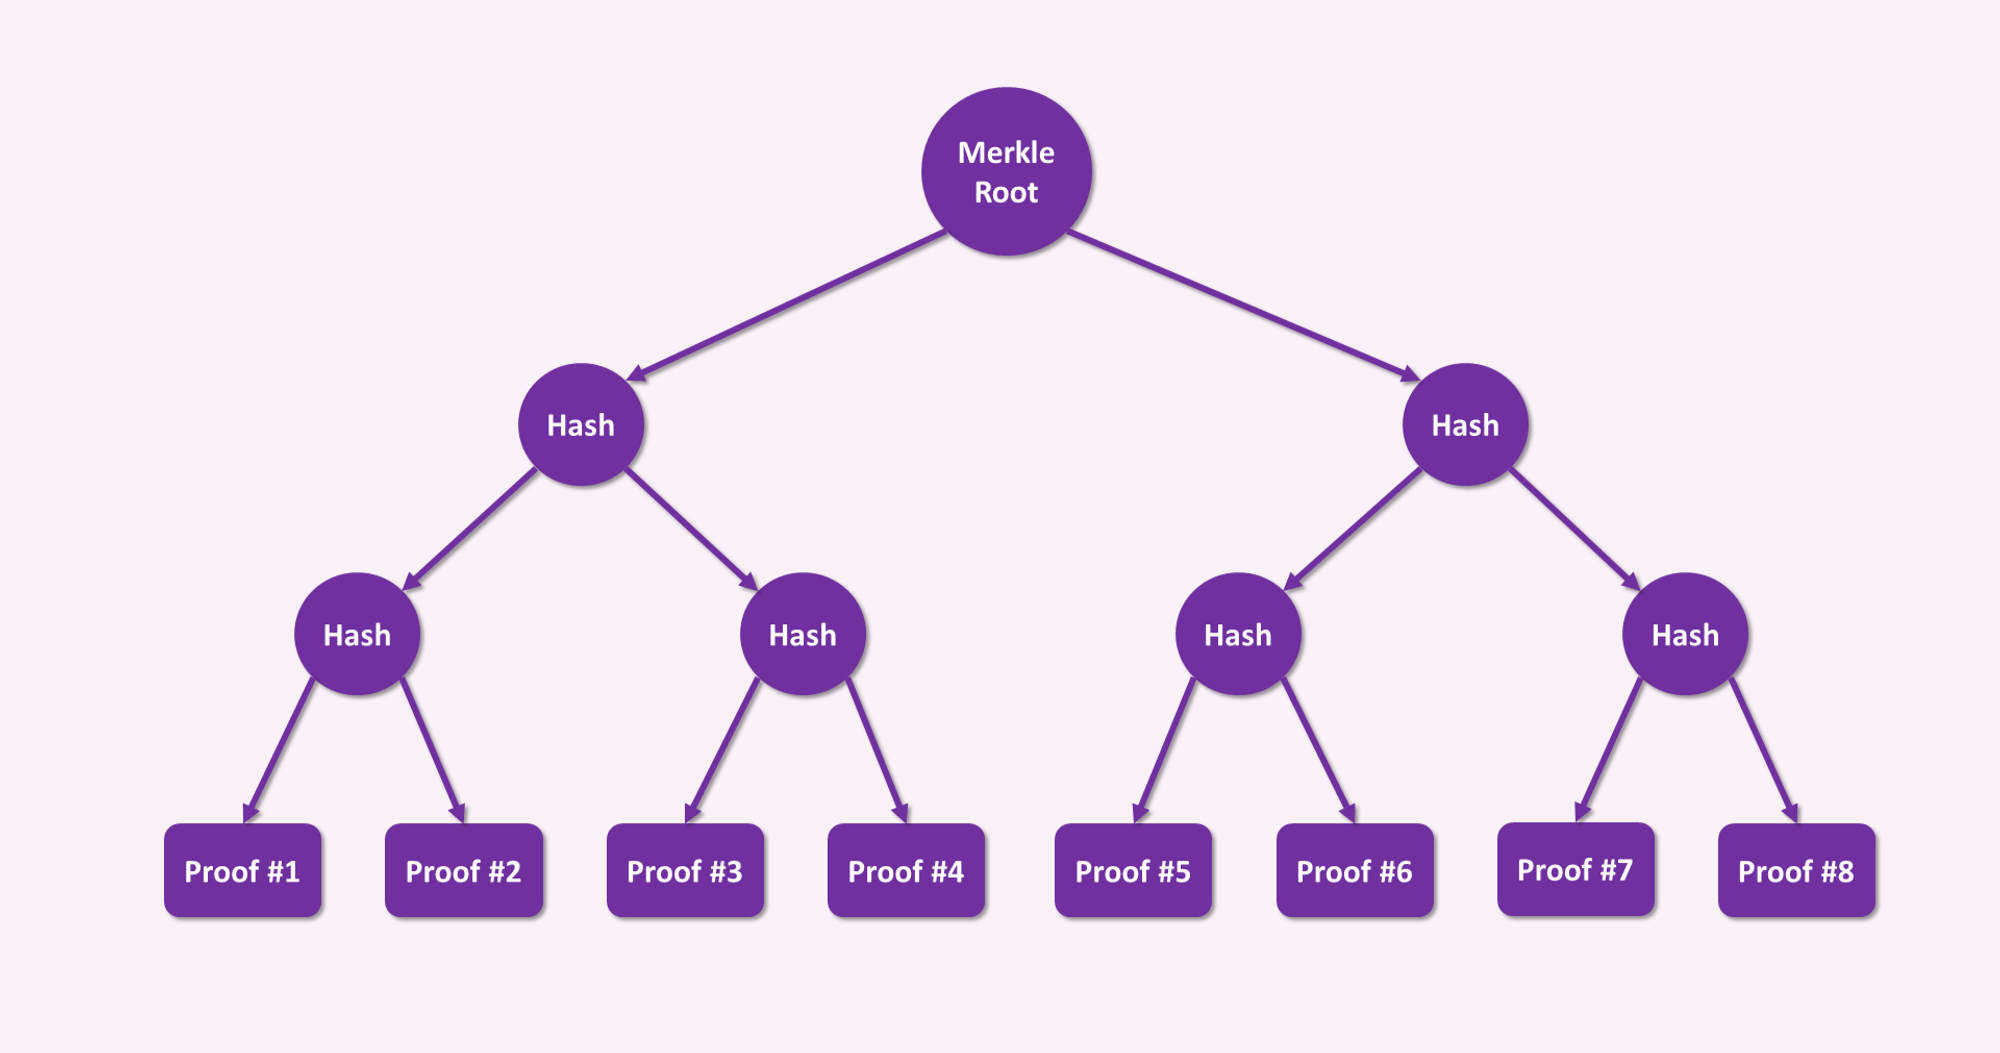 Merkle
Root
Hash
Hash
Hash
Hash
Hash
Hash
Proof #1
Proof #2
Proof #3
Proof #4
Proof #5
Proof #6
Proof #7
Proof #8